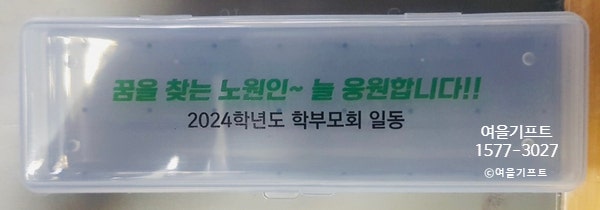 꿈을 찾는 노원인~ 늘 응원합니다!!
2024학년도 학부모회 일동
여울기프트
1577-3027
©여울기프트